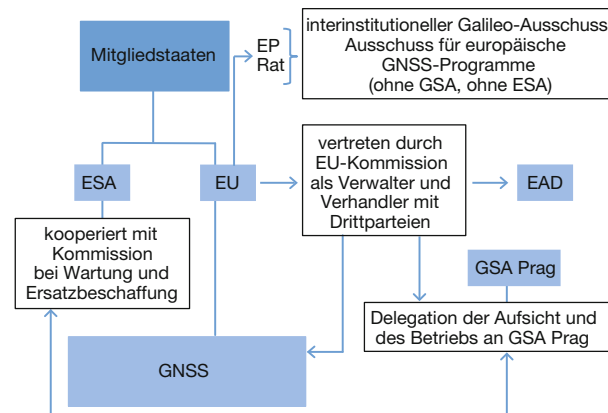 Mitgliedstaaten
EP
Rat
interinstitutioneller Galileo-Ausschuss
Ausschuss für europäische
GNSS-Programme
(ohne GSA, ohne ESA)
ESA
EU
vertreten durch
EU-Kommission
als Verwalter und
Verhandler mit
Drittparteien
EAD
kooperiert mit
Kommission
bei Wartung und
Ersatzbeschaffung
GSA Prag
Delegation der Aufsicht und
des Betriebs an GSA Prag
GNSS